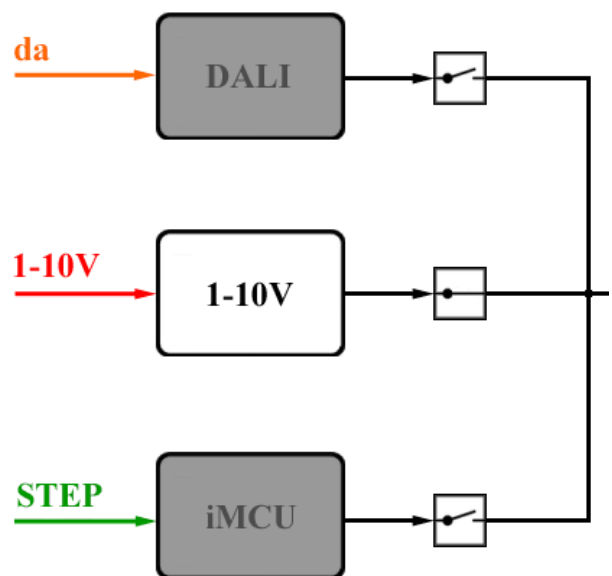 da
DALI
1-10V
1-10V
STEP
iMCU